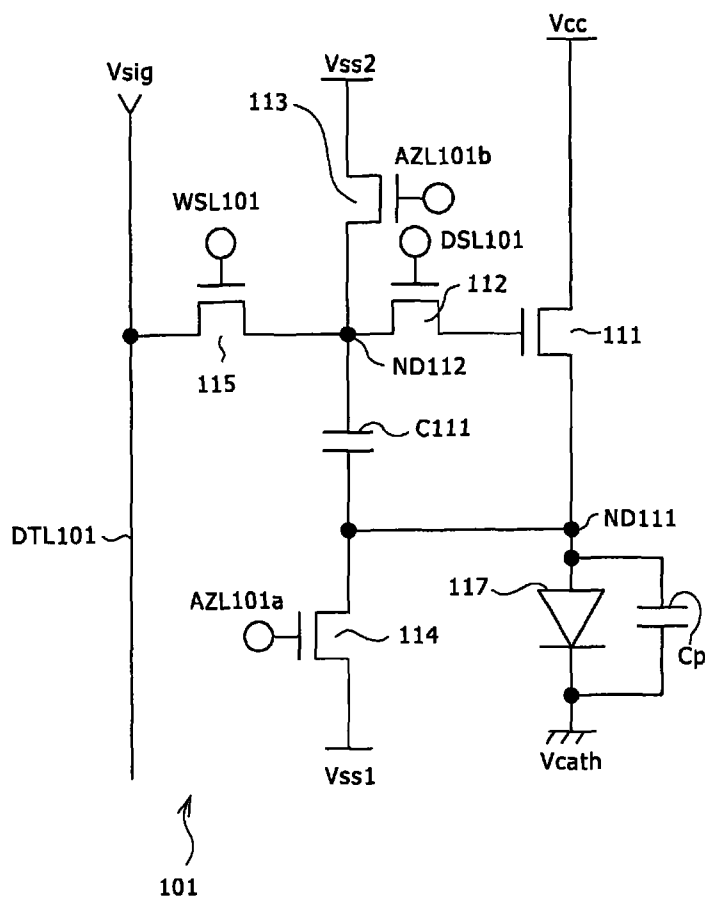 Vcc
Vsig
Vss2
113
AZL101b
WSL101
DSL101
112
111
115
ND112
C111
ND111
DTL101
AZL101a
117
114
Cp
Vss1
Vcath
101